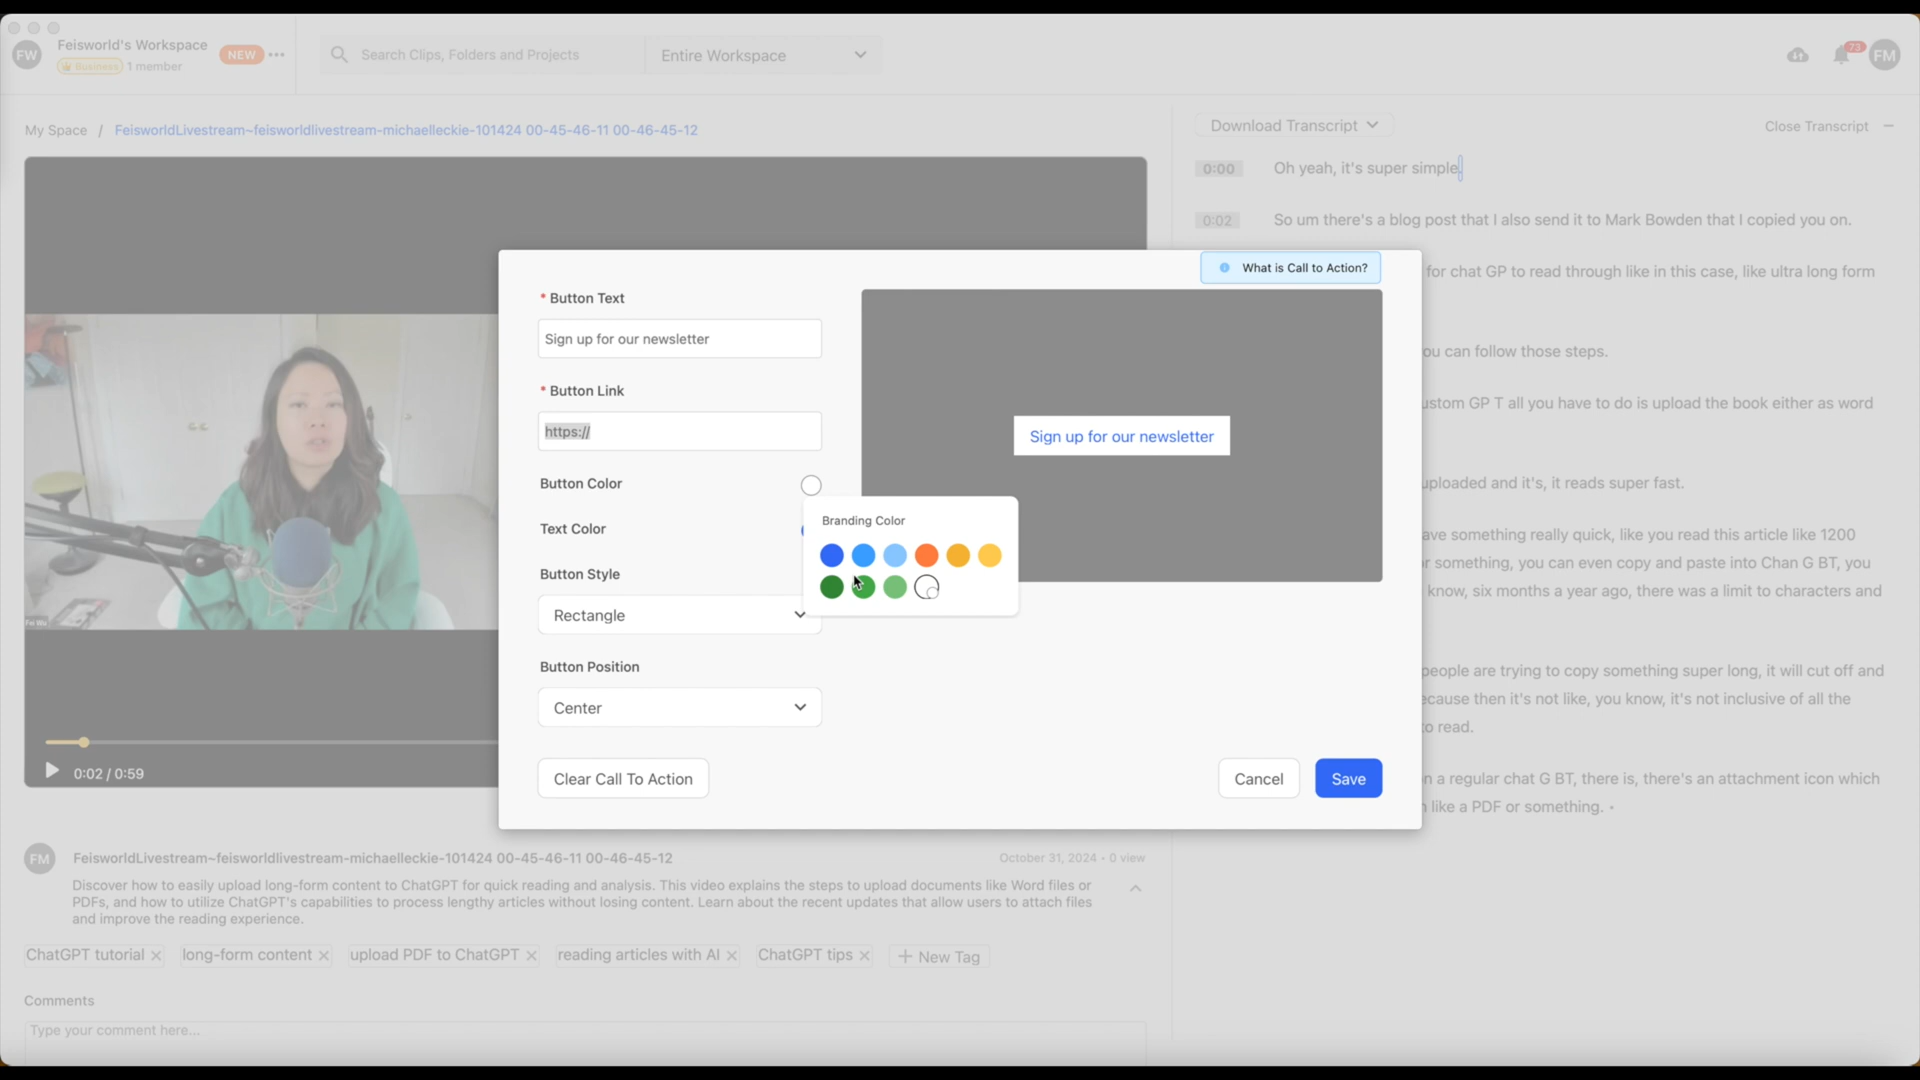 FW
Feisworld's Workspace
Business 1 member
NEW
Search Clips, Folders and Projects
Entire Workspace
73
FM
My Space / FeisworldLivestream~feisworldlivestream-michaelleckie-101424 00-45-46-11 00-46-45-12
Download Transcript
Close Transcript
0:00 Oh yeah, it's super simple.
0:02 So um there's a blog post that I also send it to Mark Bowden that I copied you on.
for chat GP to read through like in this case, like ultra long form
ou can follow those steps.
ustom GP T all you have to do is upload the book either as word
uploaded and it's, it reads super fast.
ave something really quick, like you read this article like 1200
r something, you can even copy and paste into Chan G BT, you
know, six months a year ago, there was a limit to characters and
people are trying to copy something super long, it will cut off and
ecause then it's not like, you know, it's not inclusive of all the
o read.
n a regular chat G BT, there is, there's an attachment icon which
like a PDF or something. •
What is Call to Action?
* Button Text
Sign up for our newsletter
* Button Link
https://
Button Color
Text Color
Button Style
Rectangle
Button Position
Center
Sign up for our newsletter
Branding Color
Clear Call To Action
Cancel
Save
Fei Wu
0:02 / 0:59
FM
FeisworldLivestream~feisworldlivestream-michaelleckie-101424 00-45-46-11 00-46-45-12
October 31, 2024 • 0 view
Discover how to easily upload long-form content to ChatGPT for quick reading and analysis. This video explains the steps to upload documents like Word files or
PDFs, and how to utilize ChatGPT's capabilities to process lengthy articles without losing content. Learn about the recent updates that allow users to attach files
and improve the reading experience.
ChatGPT tutorial × long-form content × upload PDF to ChatGPT × reading articles with AI × ChatGPT tips × + New Tag
Comments
Type your comment here...